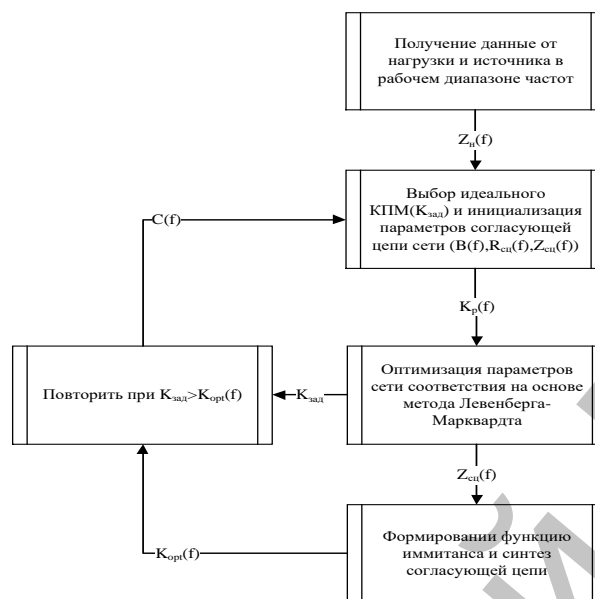 Получение данные от
нагрузки и источника в
рабочем диапазоне частот
Zн(f)
Выбор идеального
КПМ(Kзад) и инициализация
параметров согласующей
цепи сети (B(f),Rсц(f),Zсц(f))
C(f)
Kр(f)
Оптимизация параметров
сети соответствия на основе
метода Левенберга-
Марквардта
Kзад
Повторить при Kзад>Kopt(f)
Zсц(f)
Формировании функцию
иммитанса и синтез
согласующей цепи
Kopt(f)